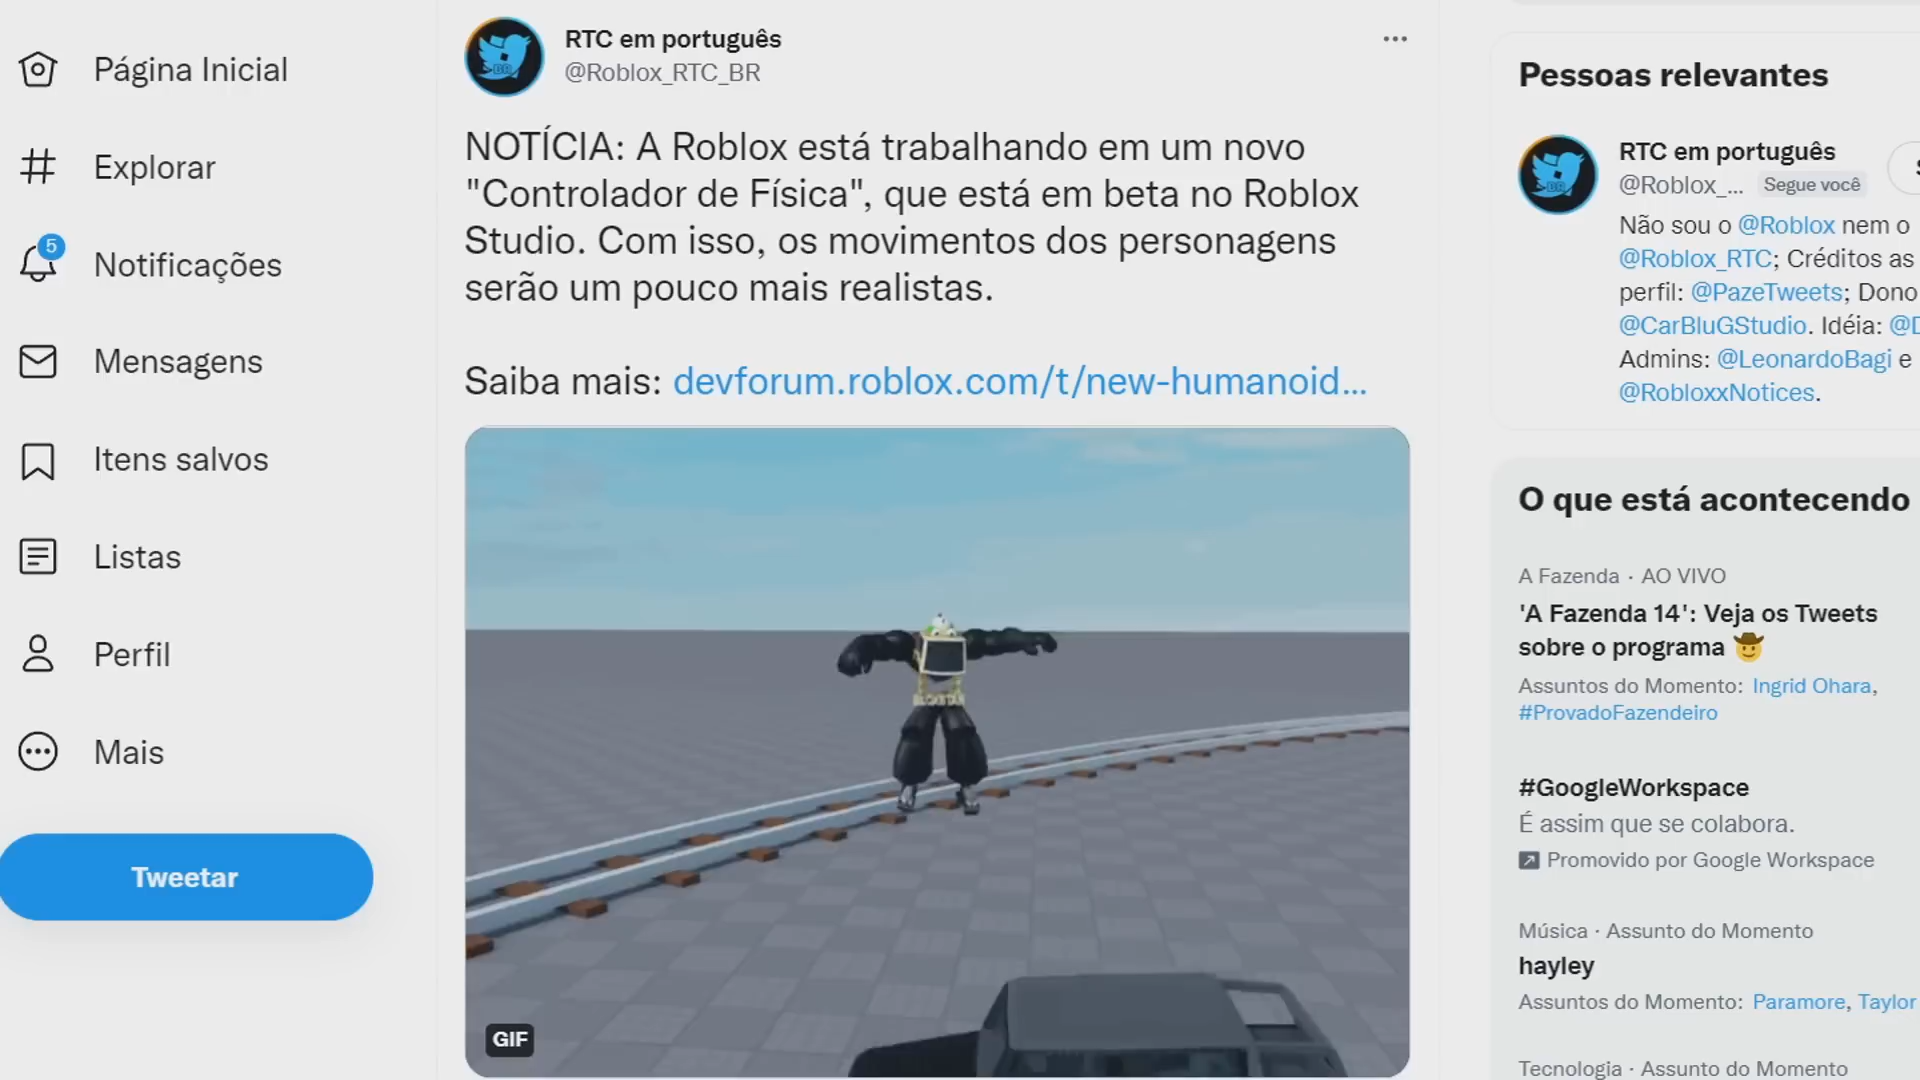 Página Inicial
Explorar
5
Notificações
Mensagens
Itens salvos
Listas
Perfil
Mais
Tweetar
RTC em português
@Roblox_RTC_BR
NOTÍCIA: A Roblox está trabalhando em um novo
"Controlador de Física", que está em beta no Roblox
Studio. Com isso, os movimentos dos personagens
serão um pouco mais realistas.
Saiba mais: devforum.roblox.com/t/new-humanoid...
GIF
Pessoas relevantes
RTC em português
@Roblox_... Segue você
Não sou o @Roblox nem o
@Roblox_RTC; Créditos as
perfil: @PazeTweets; Dono
@CarBluGStudio. Idéia:
Admins: @LeonardoBagi e
@RobloxxNotices.
O que está acontecendo
A Fazenda · AO VIVO
'A Fazenda 14': Veja os Tweets
sobre o programa 🤠
Assuntos do Momento: Ingrid Ohara,
#ProvadoFazendeiro
#GoogleWorkspace
É assim que se colabora.
Promovido por Google Workspace
Música · Assunto do Momento
hayley
Assuntos do Momento: Paramore, Taylor
Tecnologia · Assunto do Momento